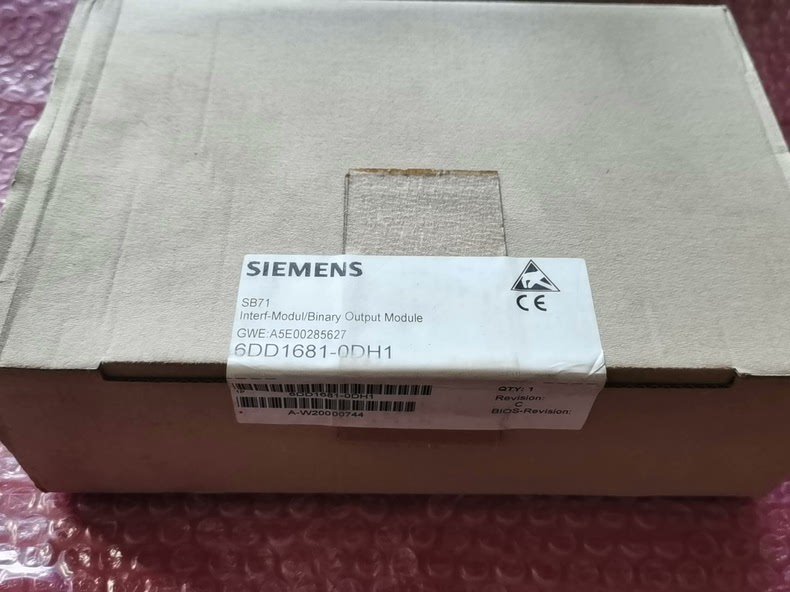 SIEMENS
SB71
Interf-Modul/Binary Output Module
GWE:A5E00285627
6DD1681-0DH1
CE
6DD1681-0DH1
A-W20000744
QTY: 1
Revision:
C
BIOS-Revision: